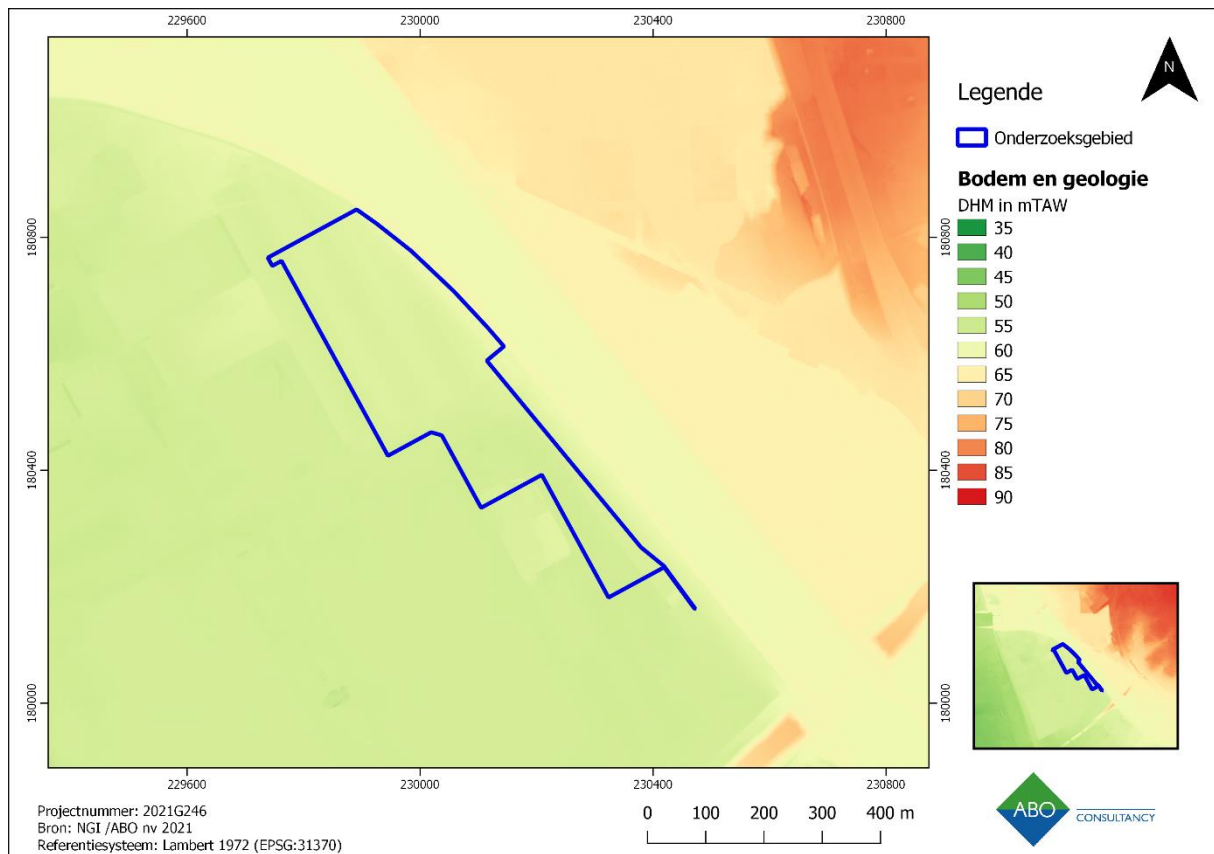 229600 230000 230400 230800
180800
180400
180000
180800
180400
180000
229600 230000 230400 230800
N
Legende
Onderzoeksgebied
Bodem en geologie
DHM in mTAW
35
40
45
50
55
60
65
70
75
80
85
90
Projectnummer: 2021G246
Bron: NGI /ABO nv 2021
Referentiesysteem: Lambert 1972 (EPSG:31370)
0 100 200 300 400 m
ABO
CONSULTANCY